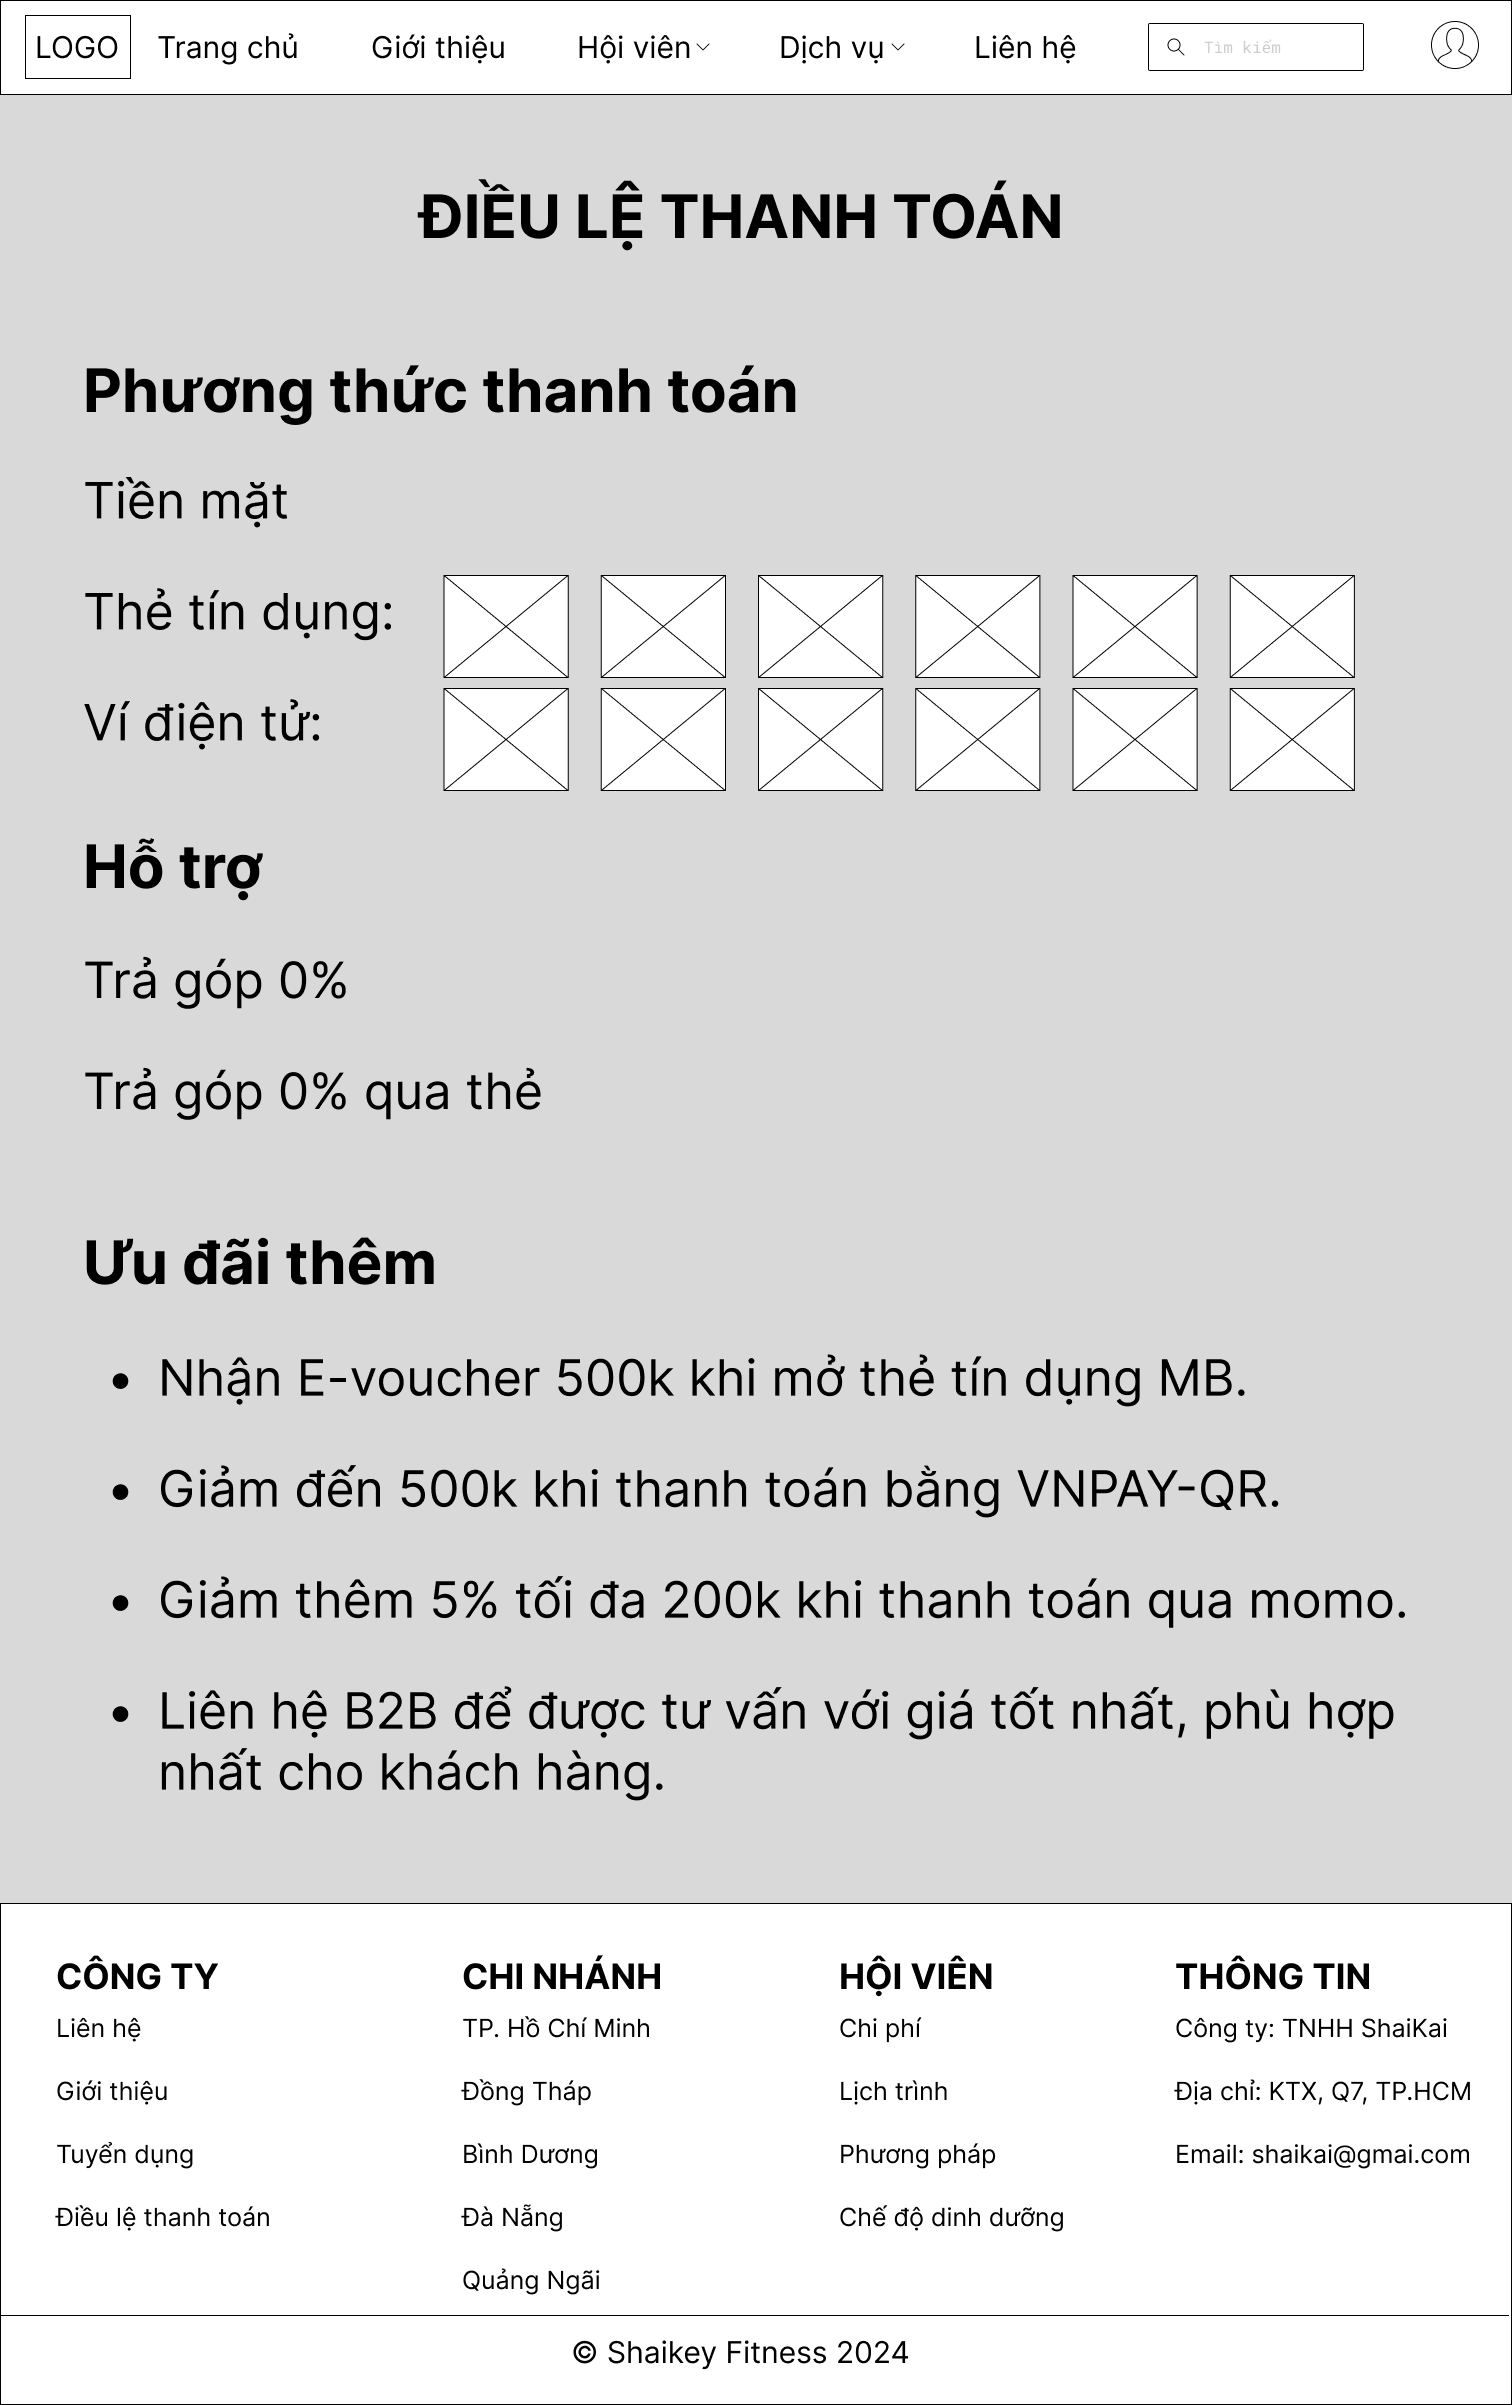 LOGO Trang chủ Giới thiệu Hội viên Dịch vụ Liên hệ Tìm kiếm
ĐIỀU LỆ THANH TOÁN
Phương thức thanh toán
Tiền mặt
Thẻ tín dụng:
Ví điện tử:
Hỗ trợ
Trả góp 0%
Trả góp 0% qua thẻ
Ưu đãi thêm
• Nhận E-voucher 500k khi mở thẻ tín dụng MB.
• Giảm đến 500k khi thanh toán bằng VNPAY-QR.
• Giảm thêm 5% tối đa 200k khi thanh toán qua momo.
• Liên hệ B2B để được tư vấn với giá tốt nhất, phù hợp
nhất cho khách hàng.
CÔNG TY
Liên hệ
Giới thiệu
Tuyển dụng
Điều lệ thanh toán
CHI NHÁNH
TP. Hồ Chí Minh
Đồng Tháp
Bình Dương
Đà Nẵng
Quảng Ngãi
HỘI VIÊN
Chi phí
Lịch trình
Phương pháp
Chế độ dinh dưỡng
THÔNG TIN
Công ty: TNHH ShaiKai
Địa chỉ: KTX, Q7, TP.HCM
Email: shaikai@gmai.com
© Shaikey Fitness 2024